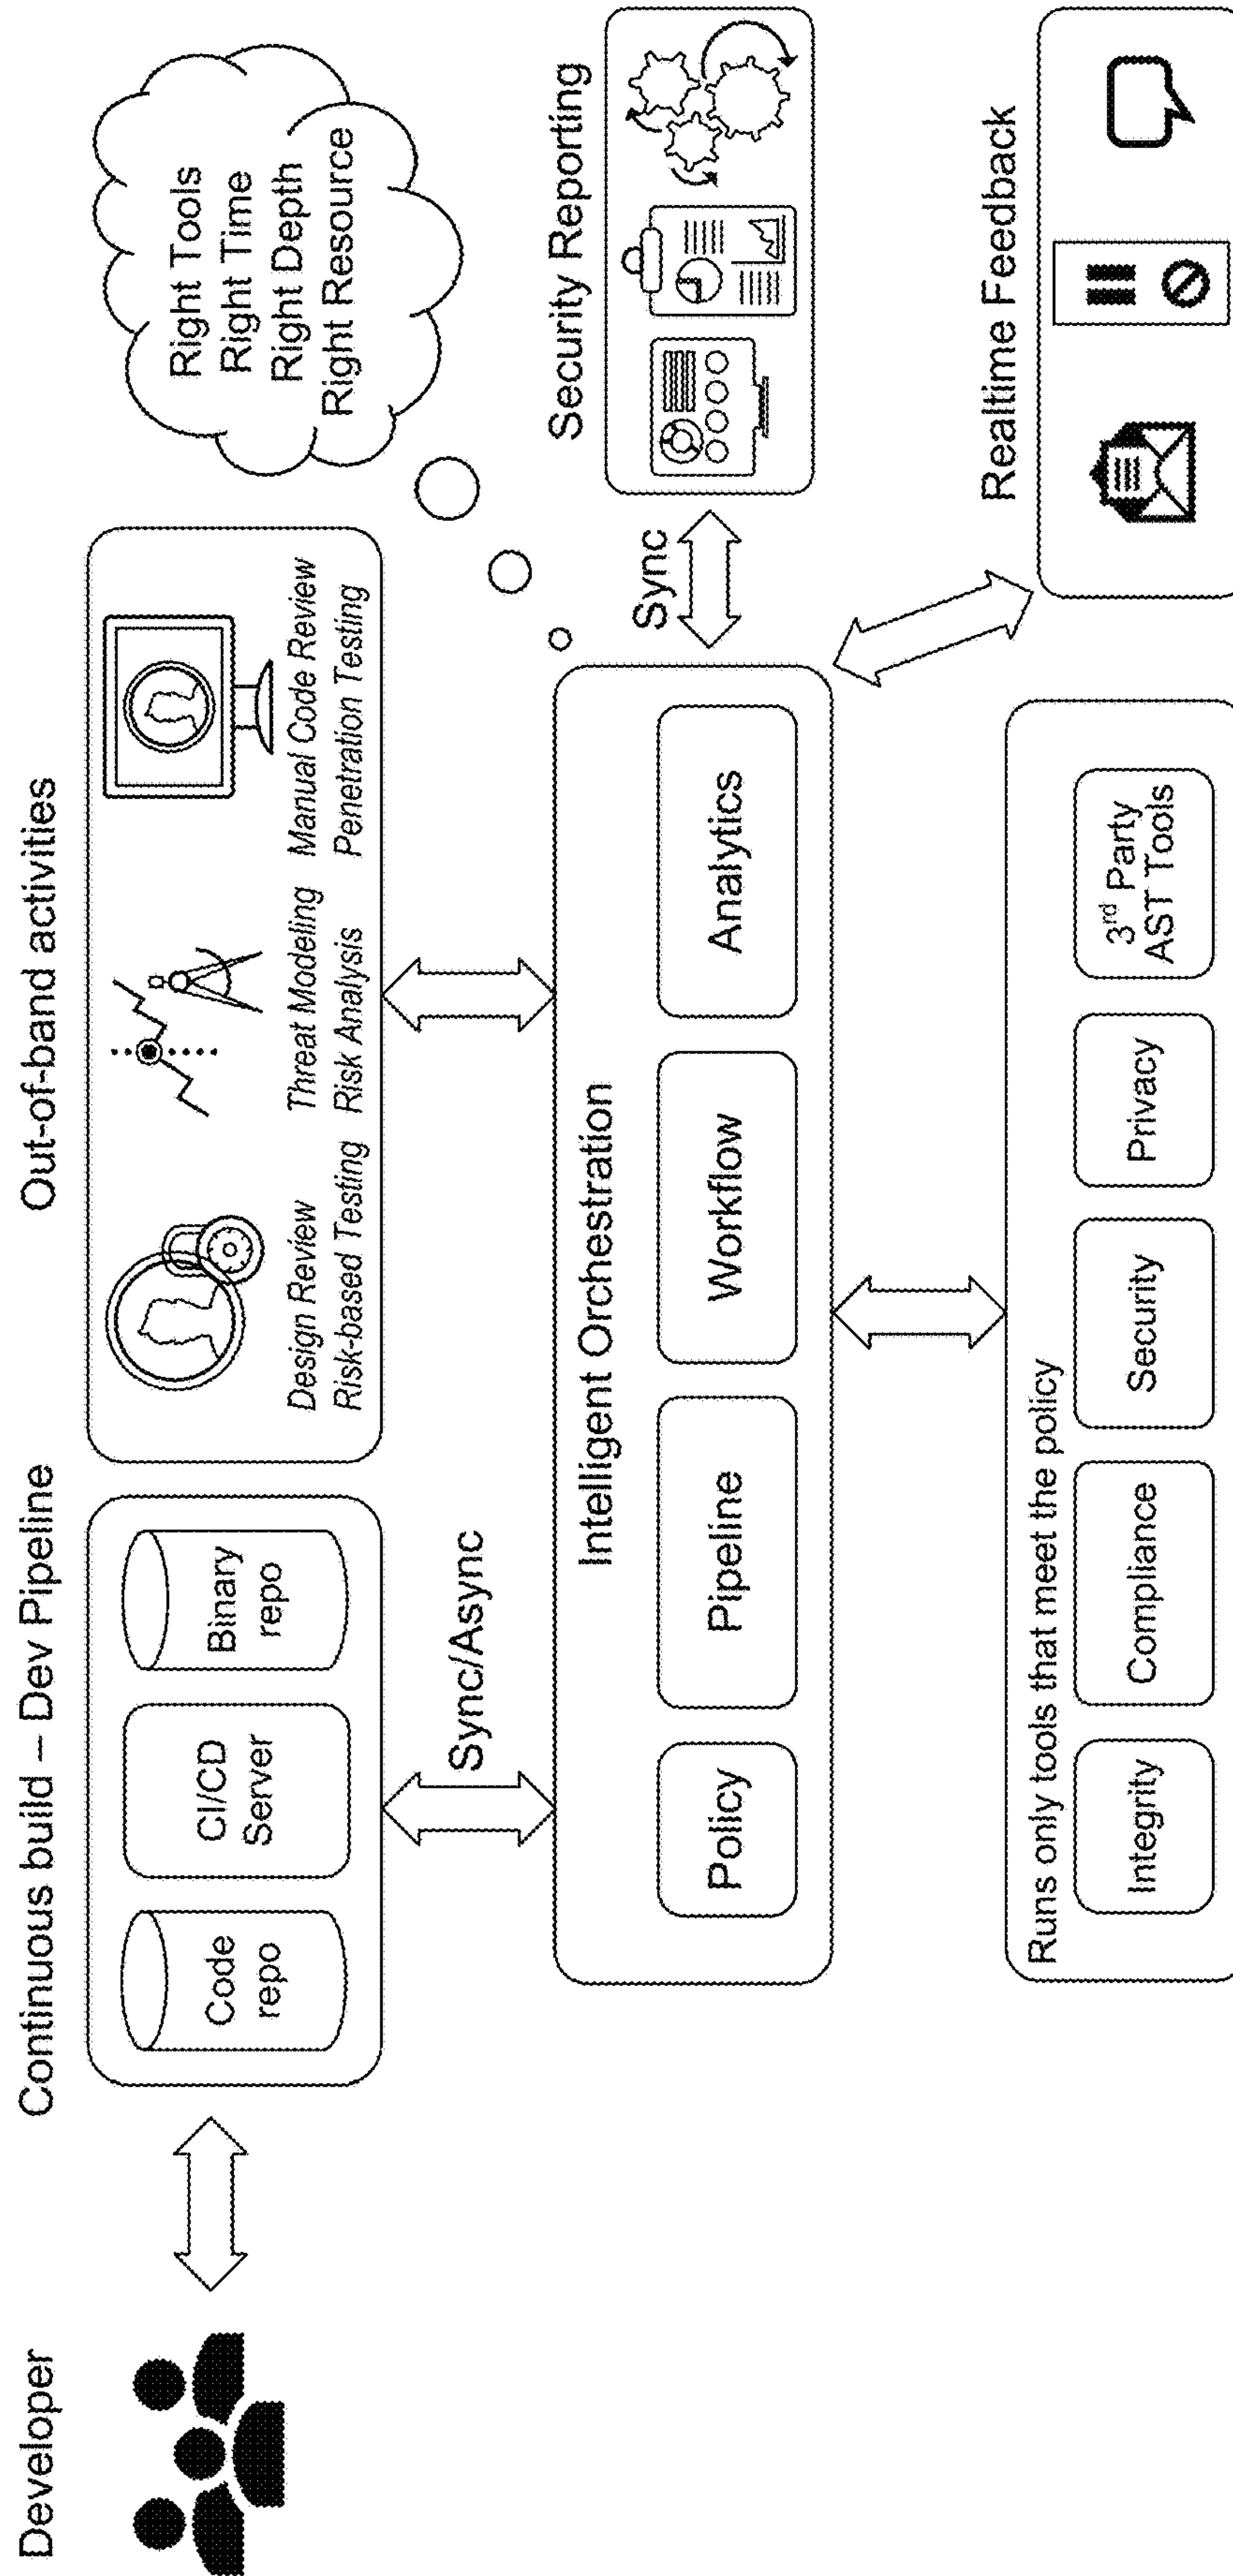 Developer
Continuous build – Dev Pipeline
Code
repo
CI/CD
Server
Binary
repo
Out-of-band activities
Design Review
Risk-based Testing
Threat Modeling
Risk Analysis
Manual Code Review
Penetration Testing
Right Tools
Right Time
Right Depth
Right Resource
Sync/Async
Intelligent Orchestration
Policy
Pipeline
Workflow
Analytics
Sync
Security Reporting
Runs only tools that meet the policy
Integrity
Compliance
Security
Privacy
3rd Party
AST Tools
Realtime Feedback